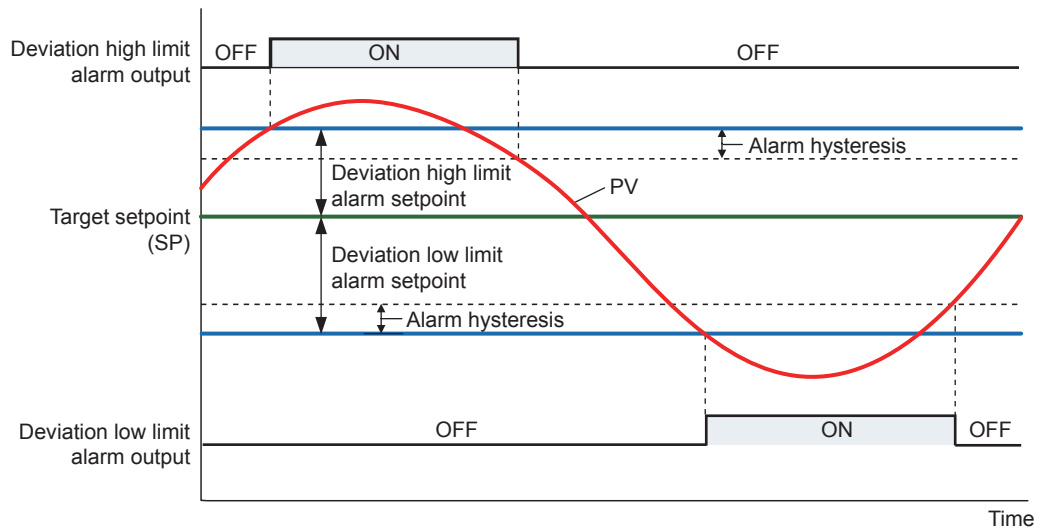 Deviation high limit
alarm output
OFF
ON
OFF
Alarm hysteresis
Deviation high limit
alarm setpoint
PV
Target setpoint
(SP)
Deviation low limit
alarm setpoint
Alarm hysteresis
Deviation low limit
alarm output
OFF
ON
OFF
Time